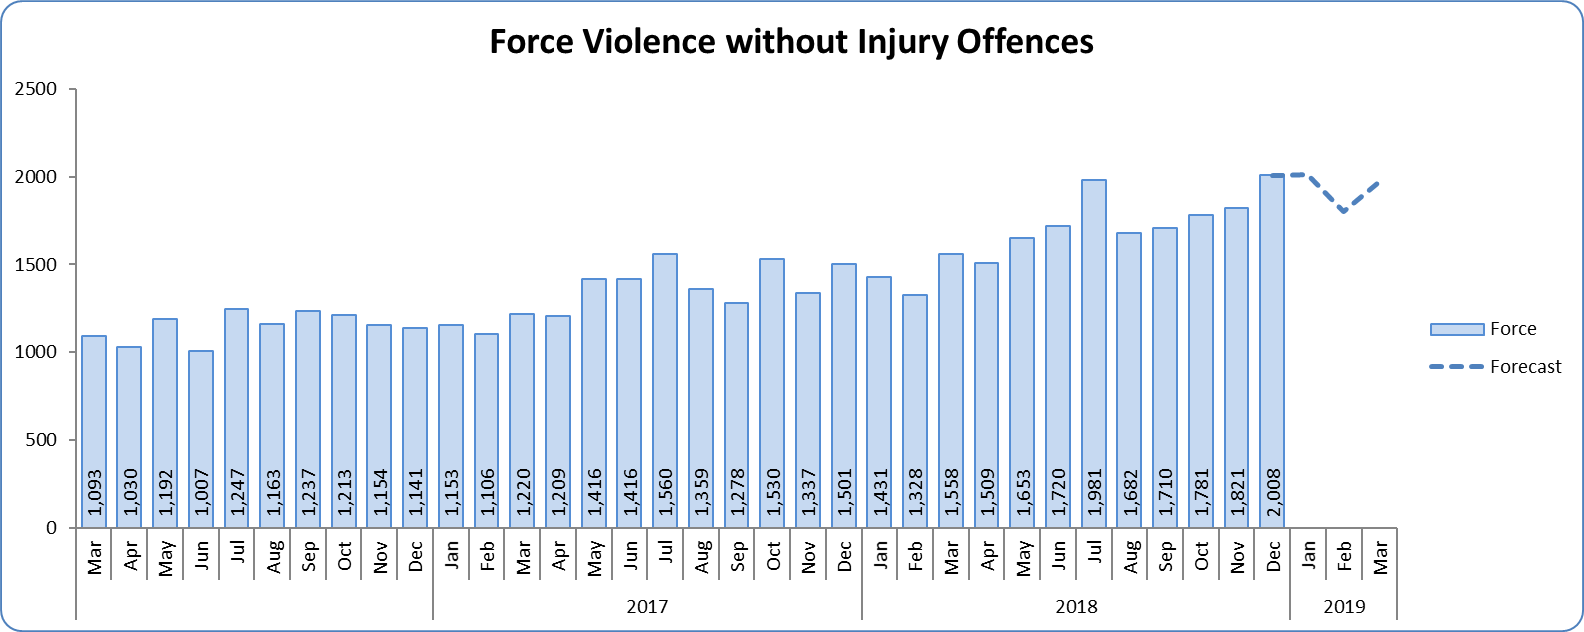 Force Violence without Injury Offences
2500
2000
1500
1000
500
0
1,093 1,030 1,192 1,007 1,247 1,163 1,237 1,213 1,154 1,141 1,153 1,106 1,220 1,209 1,416 1,416 1,560 1,359 1,278 1,530 1,337 1,501 1,431 1,328 1,558 1,509 1,653 1,720 1,981 1,682 1,710 1,781 1,821 2,008
Mar Apr May Jun Jul Aug Sep Oct Nov Dec Jan Feb Mar Apr May Jun Jul Aug Sep Oct Nov Dec Jan Feb Mar Apr May Jun Jul Aug Sep Oct Nov Dec Jan Feb Mar
2017 2018 2019
Force
Forecast